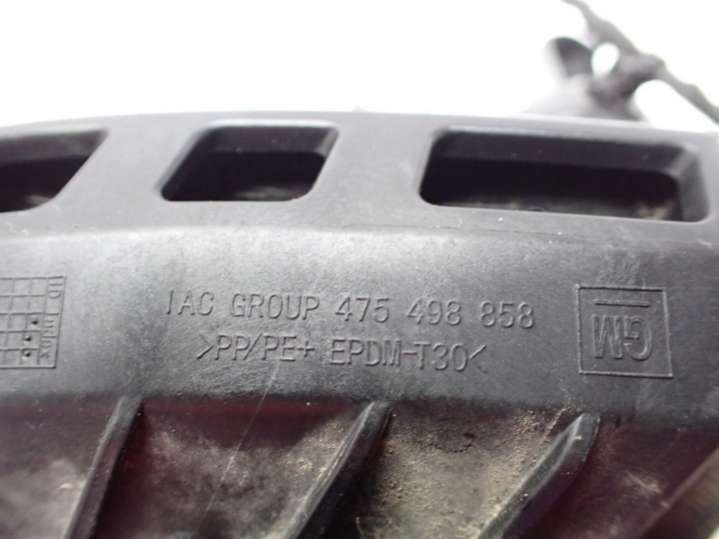 IAC GROUP 475 498 858
>PP/PE+ EPDM-T30<
GM